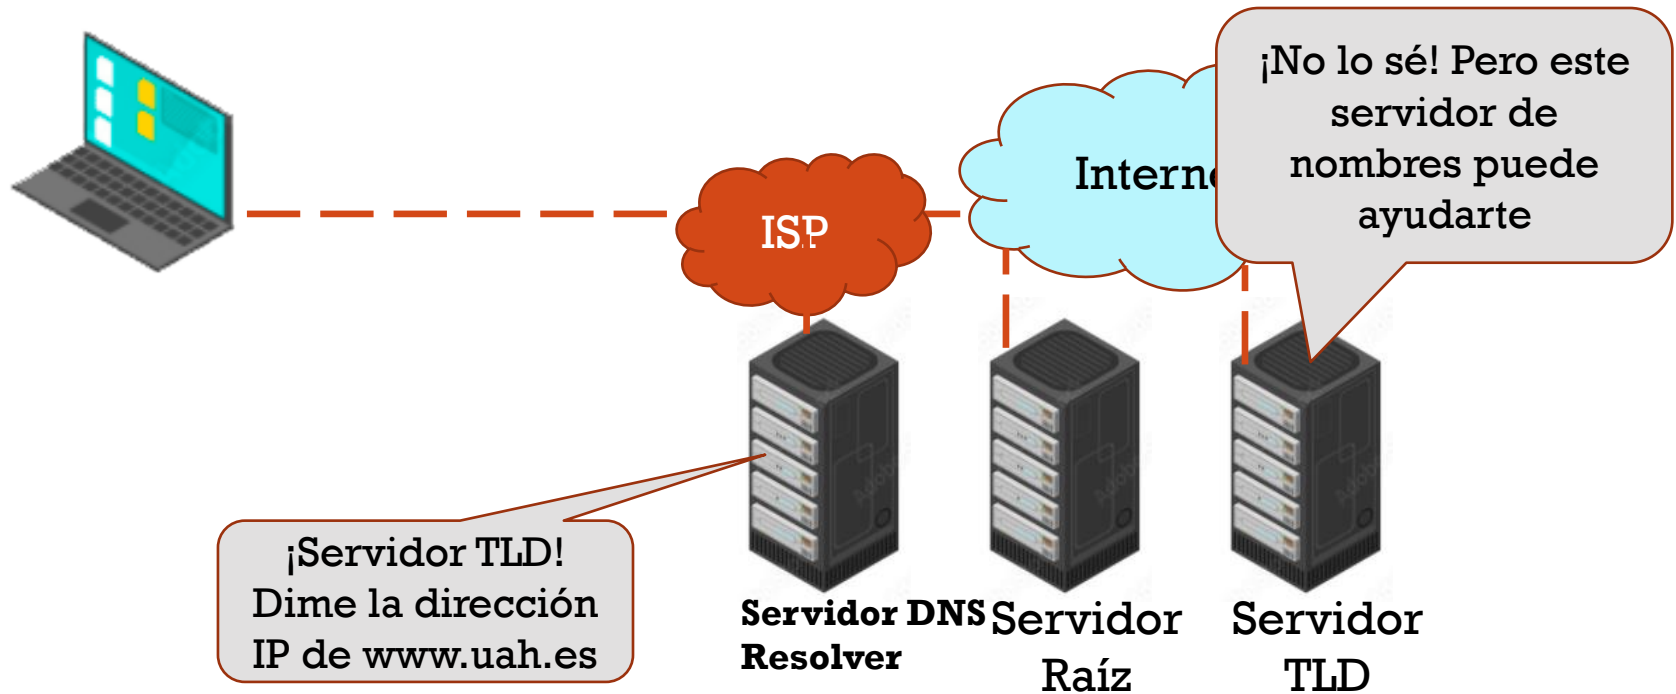 ¡No lo sé! Pero este
servidor de
nombres puede
ayudarte
ISP
¡Servidor TLD!
Dime la dirección
IP de www.uah.es
Servidor DNS
Resolver
Servidor
Raíz
Servidor
TLD